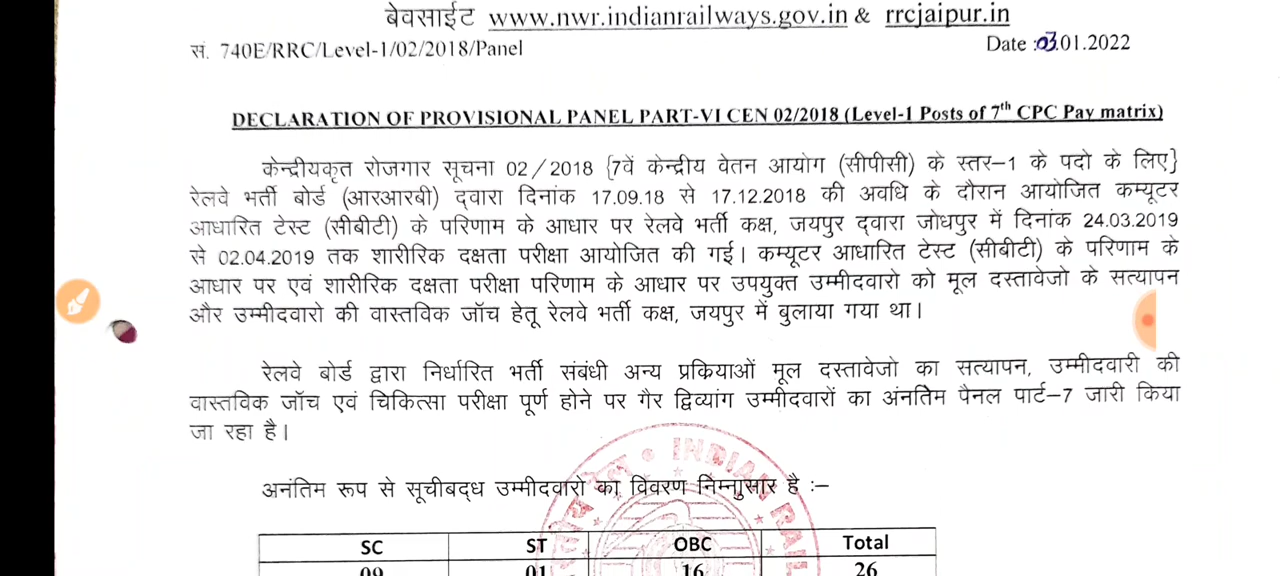 बेवसाईट www.nwr.indianrailways.gov.in & rrcjaipur.in
सं. 740E/RRC/Level-1/02/2018/Panel Date :03.01.2022
DECLARATION OF PROVISIONAL PANEL PART-VI CEN 02/2018 (Level-1 Posts of 7th CPC Pay matrix)
केन्द्रीयकृत रोजगार सूचना 02/2018 {7वें केन्द्रीय वेतन आयोग (सीपीसी) के स्तर–1 के पदो के लिए}
रेलवे भर्ती बोर्ड (आरआरबी) द्वारा दिनांक 17.09.18 से 17.12.2018 की अवधि के दौरान आयोजित कम्यूटर
आधारित टेस्ट (सीबीटी) के परिणाम के आधार पर रेलवे भर्ती कक्ष, जयपुर द्वारा जोधपुर में दिनांक 24.03.2019
से 02.04.2019 तक शारीरिक दक्षता परीक्षा आयोजित की गई। कम्यूटर आधारित टेस्ट (सीबीटी) के परिणाम के
आधार पर एवं शारीरिक दक्षता परीक्षा परिणाम के आधार पर उपयुक्त उम्मीदवारो को मूल दस्तावेजो के सत्यापन
और उम्मीदवारो की वास्तविक जॉच हेतू रेलवे भर्ती कक्ष, जयपुर में बुलाया गया था।
रेलवे बोर्ड द्वारा निर्धारित भर्ती संबंधी अन्य प्रकियाओं मूल दस्तावेजो का सत्यापन, उम्मीदवारी की
वास्तविक जॉच एवं चिकित्सा परीक्षा पूर्ण होने पर गैर द्विव्यांग उम्मीदवारों का अंनतिम पैनल पार्ट–7 जारी किया
जा रहा है।
INDIAN RAIL
अनंतिम रूप से सूचीबद्ध उम्मीदवारो का विवरण निम्नाुसार है :–
SC ST OBC Total
09 01 16 26